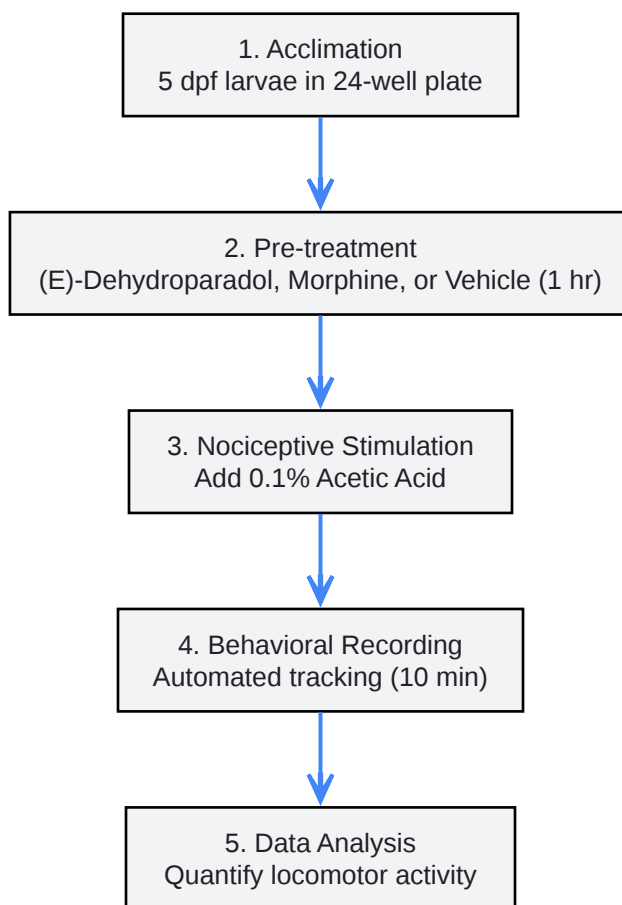 1. Acclimation
5 dpf larvae in 24-well plate
2. Pre-treatment
(E)-Dehydroparadol, Morphine, or Vehicle (1 hr)
3. Nociceptive Stimulation
Add 0.1% Acetic Acid
4. Behavioral Recording
Automated tracking (10 min)
5. Data Analysis
Quantify locomotor activity